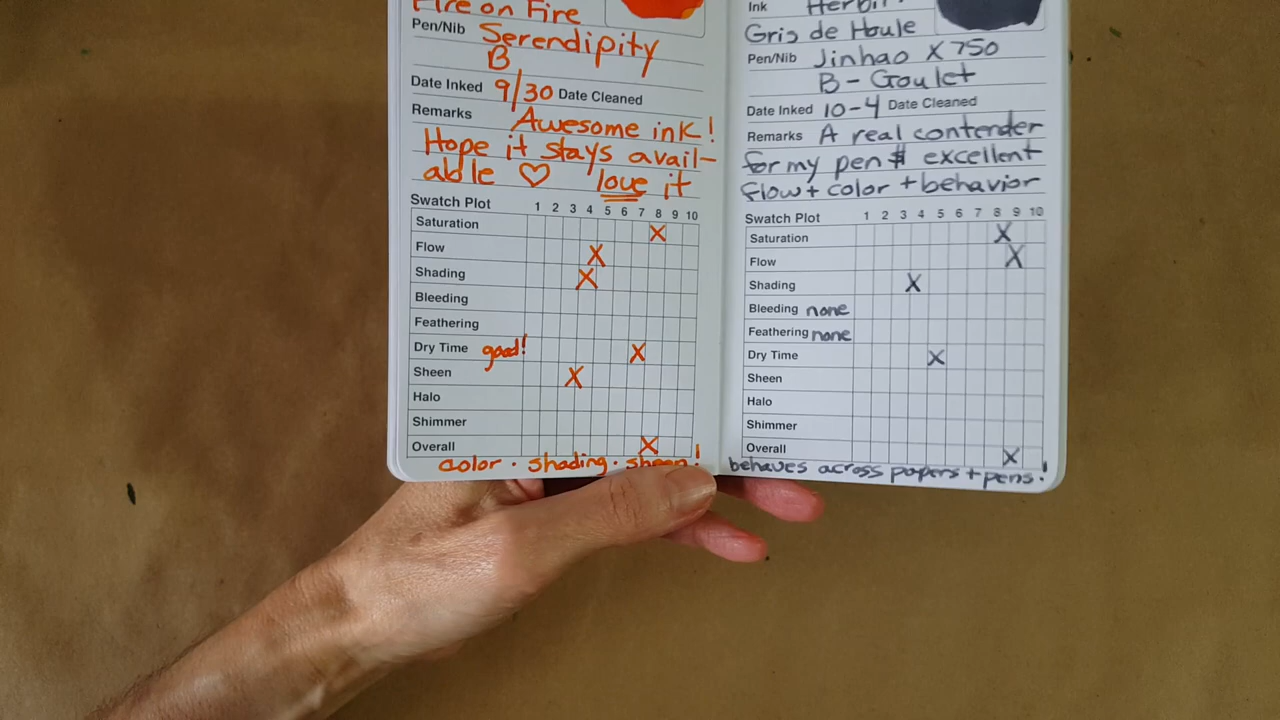 Fire on Fire
Pen/Nib Serendipity
B
Date Inked 9/30 Date Cleaned
Remarks Awesome ink!
Hope it stays avail-
able ♡ love it
Swatch Plot 1 2 3 4 5 6 7 8 9 10
Saturation X
Flow X
Shading X
Bleeding
Feathering
Dry Time good! X
Sheen X
Halo
Shimmer
Overall X
color · shading · sheen!
Ink Herbin
Gris de Houle
Pen/Nib Jinhao X750
B - Goulet
Date Inked 10-4 Date Cleaned
Remarks A real contender
for my pen # excellent
flow + color + behavior
Swatch Plot 1 2 3 4 5 6 7 8 9 10
Saturation X
Flow X
Shading X
Bleeding none
Feathering none
Dry Time X
Sheen
Halo
Shimmer
Overall X
behaves across papers + pens!